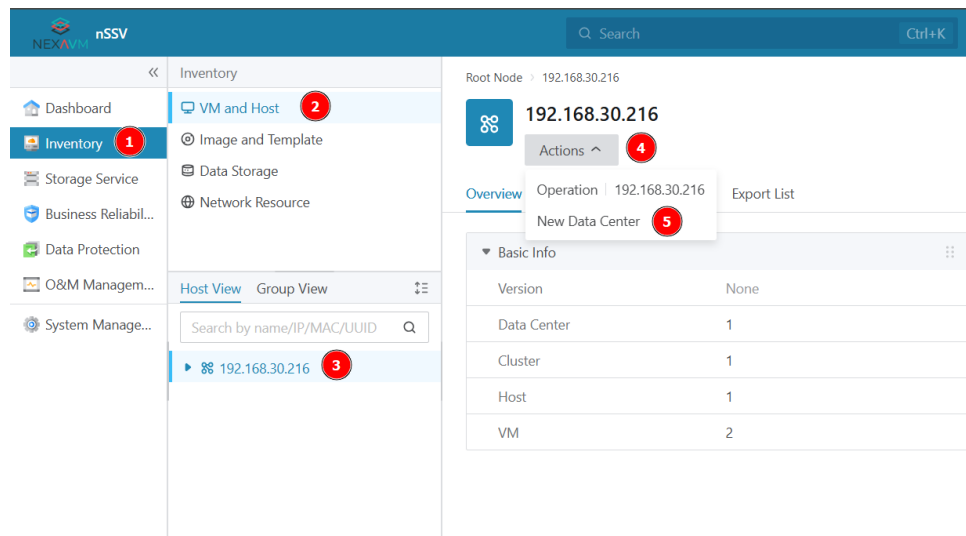 NEXAVM nSSV
Search Ctrl+K
Dashboard
Inventory 1
Storage Service
Business Reliabil...
Data Protection
O&M Managem...
System Manage...
Inventory
VM and Host 2
Image and Template
Data Storage
Network Resource
Host View Group View
Search by name/IP/MAC/UUID
192.168.30.216 3
Root Node > 192.168.30.216
192.168.30.216
Actions 4
Operation 192.168.30.216
New Data Center 5
Overview Export List
Basic Info
Version None
Data Center 1
Cluster 1
Host 1
VM 2